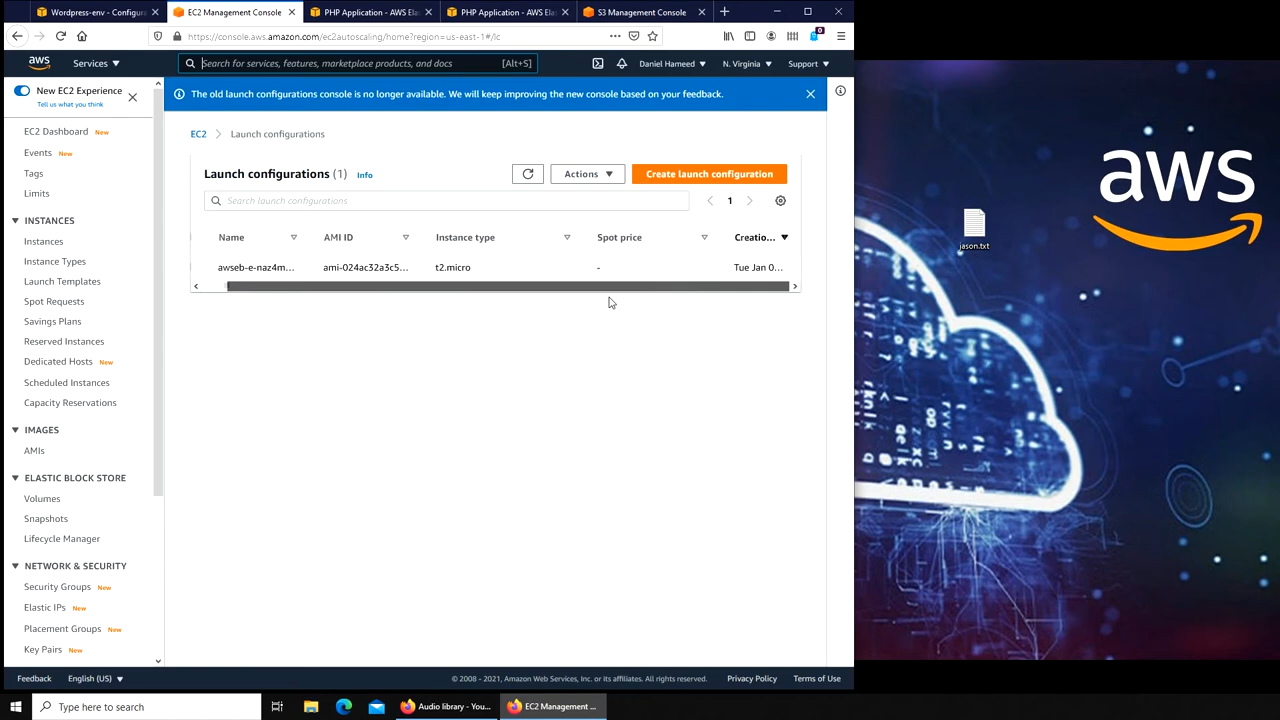 Wordpress-env - Configura
EC2 Management Console
PHP Application - AWS Ela
PHP Application - AWS Ela
S3 Management Console
https://console.aws.amazon.com/ec2autoscaling/home?region=us-east-1#/lc
0
aws
Services
Search for services, features, marketplace products, and docs
[Alt+S]
Daniel Hameed
N. Virginia
Support
New EC2 Experience
Tell us what you think
The old launch configurations console is no longer available. We will keep improving the new console based on your feedback.
EC2 Dashboard New
Events New
Tags
Limits
INSTANCES
Instances
Instance Types
Launch Templates
Spot Requests
Savings Plans
Reserved Instances
Dedicated Hosts New
Scheduled Instances
Capacity Reservations
IMAGES
AMIs
ELASTIC BLOCK STORE
Volumes
Snapshots
Lifecycle Manager
NETWORK & SECURITY
Security Groups New
Elastic IPs New
Placement Groups New
Key Pairs New
EC2 > Launch configurations
Launch configurations (1) Info
Actions
Create launch configuration
Search launch configurations
1
Name AMI ID Instance type Spot price Creatio...
awseb-e-naz4m... ami-024ac32a3c5... t2.micro - Tue Jan 0...
Feedback
English (US)
© 2008 - 2021, Amazon Web Services, Inc. or its affiliates. All rights reserved.
Privacy Policy
Terms of Use
aws
jason.txt
Type here to search
Audio library - You...
EC2 Management ...